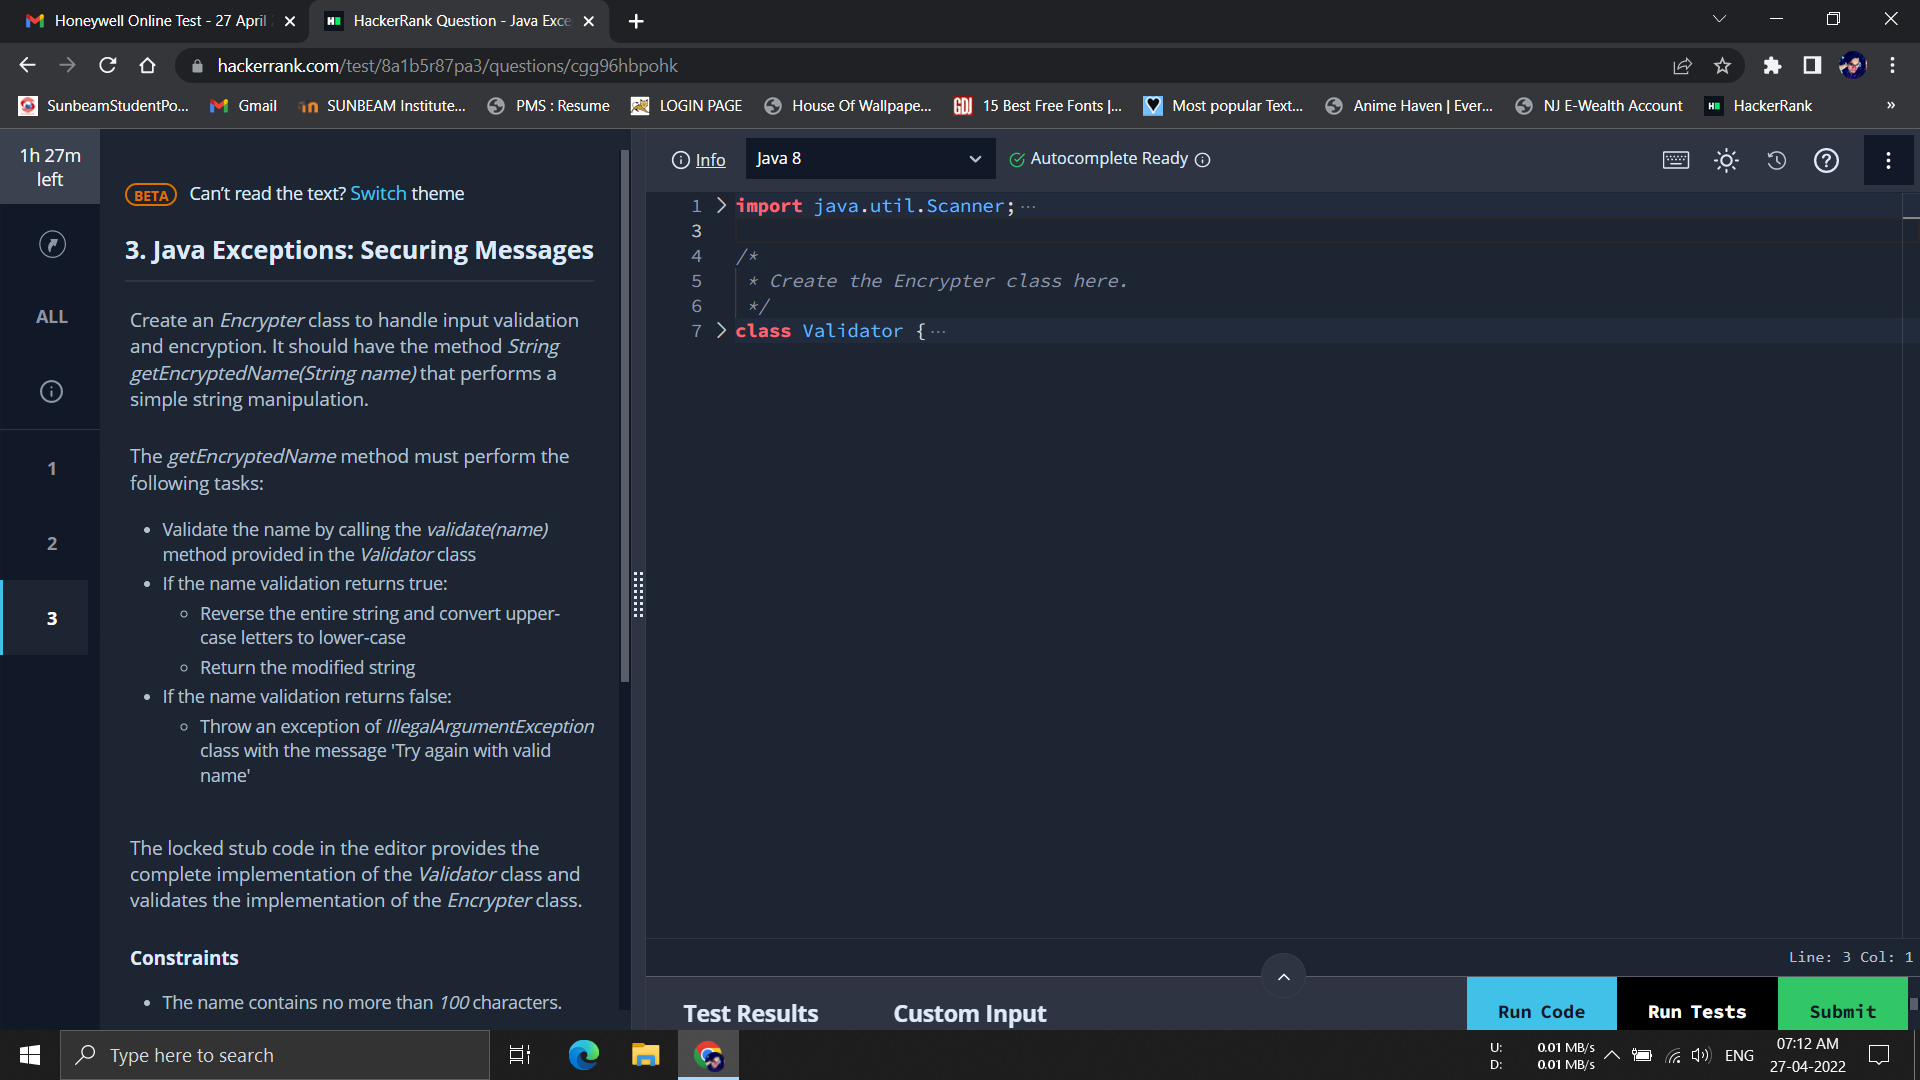 Honeywell Online Test - 27 April
HackerRank Question - Java Exce
hackerrank.com/test/8a1b5r87pa3/questions/cgg96hbpohk
SunbeamStudentPo...
Gmail
SUNBEAM Institute...
PMS : Resume
LOGIN PAGE
House Of Wallpape...
GDJ
15 Best Free Fonts |...
Most popular Text...
Anime Haven | Ever...
NJ E-Wealth Account
HackerRank
»
1h 27m
left
ALL
1
2
3
BETA Can't read the text? Switch theme
3. Java Exceptions: Securing Messages
Create an Encrypter class to handle input validation
and encryption. It should have the method String
getEncryptedName(String name) that performs a
simple string manipulation.
The getEncryptedName method must perform the
following tasks:
• Validate the name by calling the validate(name)
method provided in the Validator class
• If the name validation returns true:
◦ Reverse the entire string and convert upper-
case letters to lower-case
◦ Return the modified string
• If the name validation returns false:
◦ Throw an exception of IllegalArgumentException
class with the message 'Try again with valid
name'
The locked stub code in the editor provides the
complete implementation of the Validator class and
validates the implementation of the Encrypter class.
Constraints
• The name contains no more than 100 characters.
Info
Java 8
Autocomplete Ready
1 import java.util.Scanner; ...
3
4 /*
5 * Create the Encrypter class here.
6 */
7 class Validator { ...
Line: 3 Col: 1
Test Results
Custom Input
Run Code
Run Tests
Submit
Type here to search
U: 0.01 MB/s
D: 0.01 MB/s
ENG
07:12 AM
27-04-2022